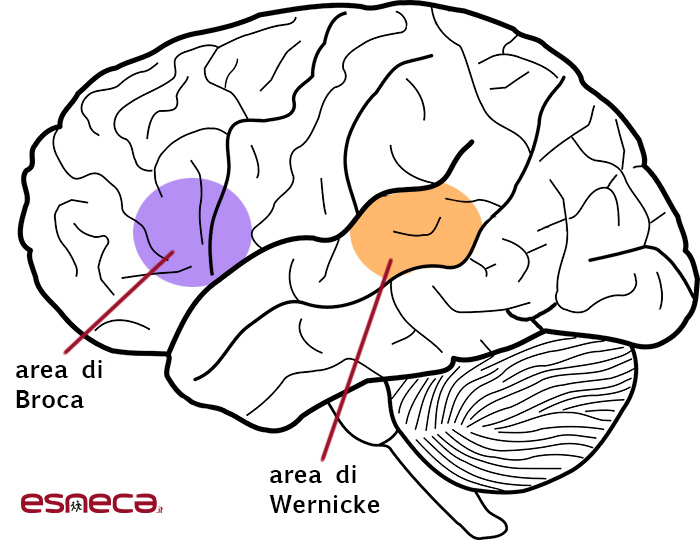 area di
Broca
area di
Wernicke
esneca.it